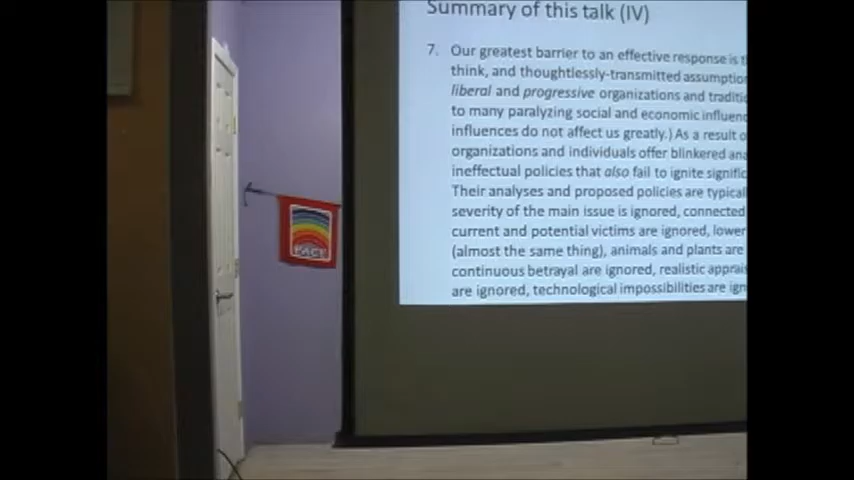 Summary of this talk (IV)
7. Our greatest barrier to an effective response is
think, and thoughtlessly-transmitted assumptio
liberal and progressive organizations and traditi
to many paralyzing social and economic influen
influences do not affect us greatly.) As a result o
organizations and individuals offer blinkered an
ineffectual policies that also fail to ignite signific
Their analyses and proposed policies are typical
severity of the main issue is ignored, connected
current and potential victims are ignored, lower
(almost the same thing), animals and plants are
continuous betrayal are ignored, realistic apprais
are ignored, technological impossibilities are ign
PACE